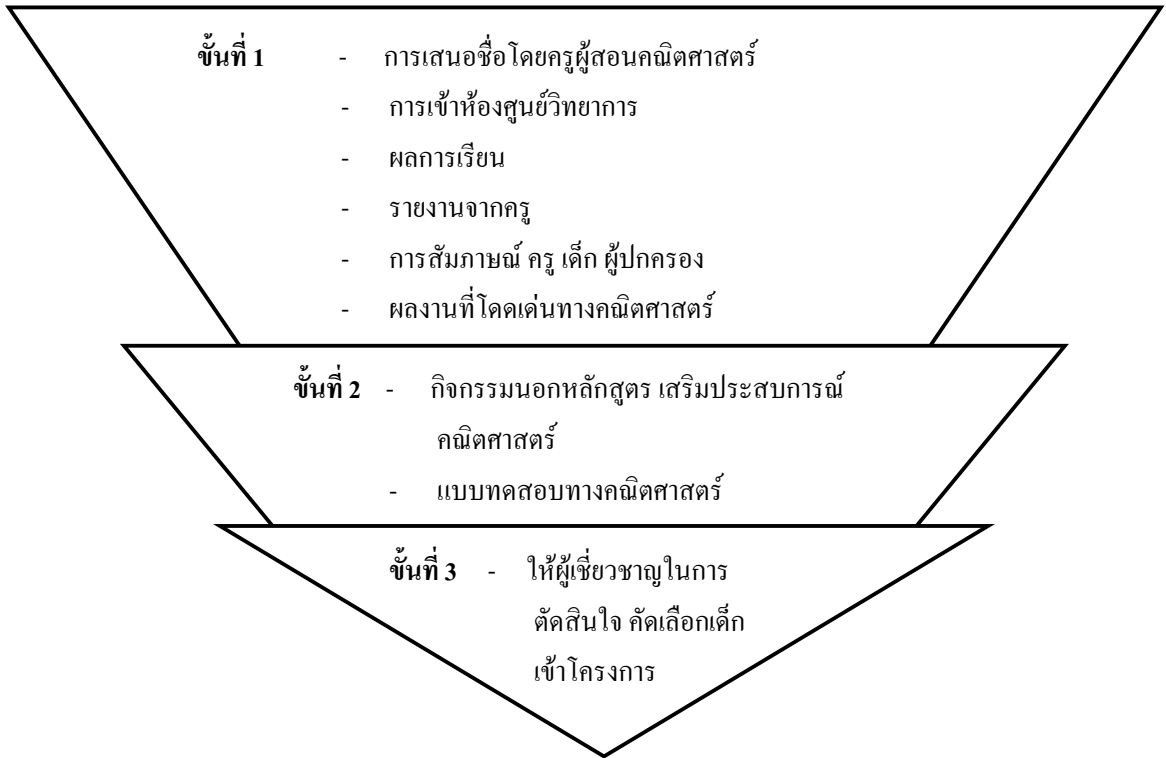 ขั้นที่ 1 - การเสนอชื่อโดยครูผู้สอนคณิตศาสตร์
- การเข้าห้องศูนย์วิทยาการ
- ผลการเรียน
- รายงานจากครู
- การสัมภาษณ์ ครู เด็ก ผู้ปกครอง
- ผลงานที่โดดเด่นทางคณิตศาสตร์
ขั้นที่ 2 - กิจกรรมนอกหลักสูตร เสริมประสบการณ์
คณิตศาสตร์
- แบบทดสอบทางคณิตศาสตร์
ขั้นที่ 3 - ให้ผู้เชี่ยวชาญในการ
ตัดสินใจ คัดเลือกเด็ก
เข้าโครงการ